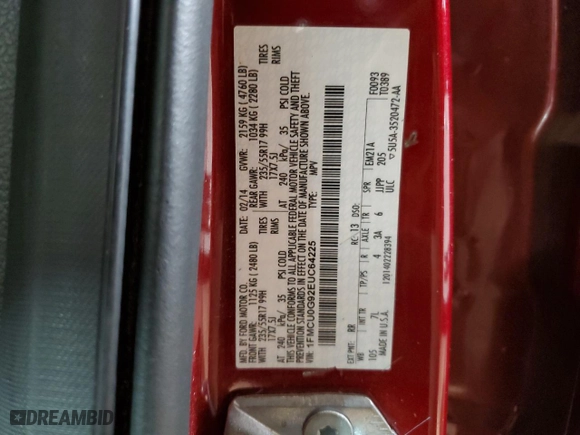 MFD. BY FORD MOTOR CO.
DATE: 02/14 GVWR: 2159 KG ( 4760 LB)
FRONT GAWR: 1125 KG ( 2480 LB) REAR GAWR: 1034 KG ( 2280 LB)
WITH 235/55R17 99H TIRES WITH 235/55R17 99H TIRES
17X7.5J RIMS 17X7.5J RIMS
AT 240 kPa/ 35 PSI COLD AT 240 kPa/ 35 PSI COLD
THIS VEHICLE CONFORMS TO ALL APPLICABLE FEDERAL MOTOR VEHICLE SAFETY AND THEFT
PREVENTION STANDARDS IN EFFECT ON THE DATE OF MANUFACTURE SHOWN ABOVE.
VIN: 1FMCU0G92EUC64225
TYPE: MPV
F0093
T0389
EXT PNT: RR RC: 13 DSO:
WB INT TR TP/PS R AXLE TR SPR EM21A
105 7L 4 3A 6 JJPP 205
MADE IN U.S.A. 1201402228394 ULC ▽5U5A-3520472-AA
DREAMBID